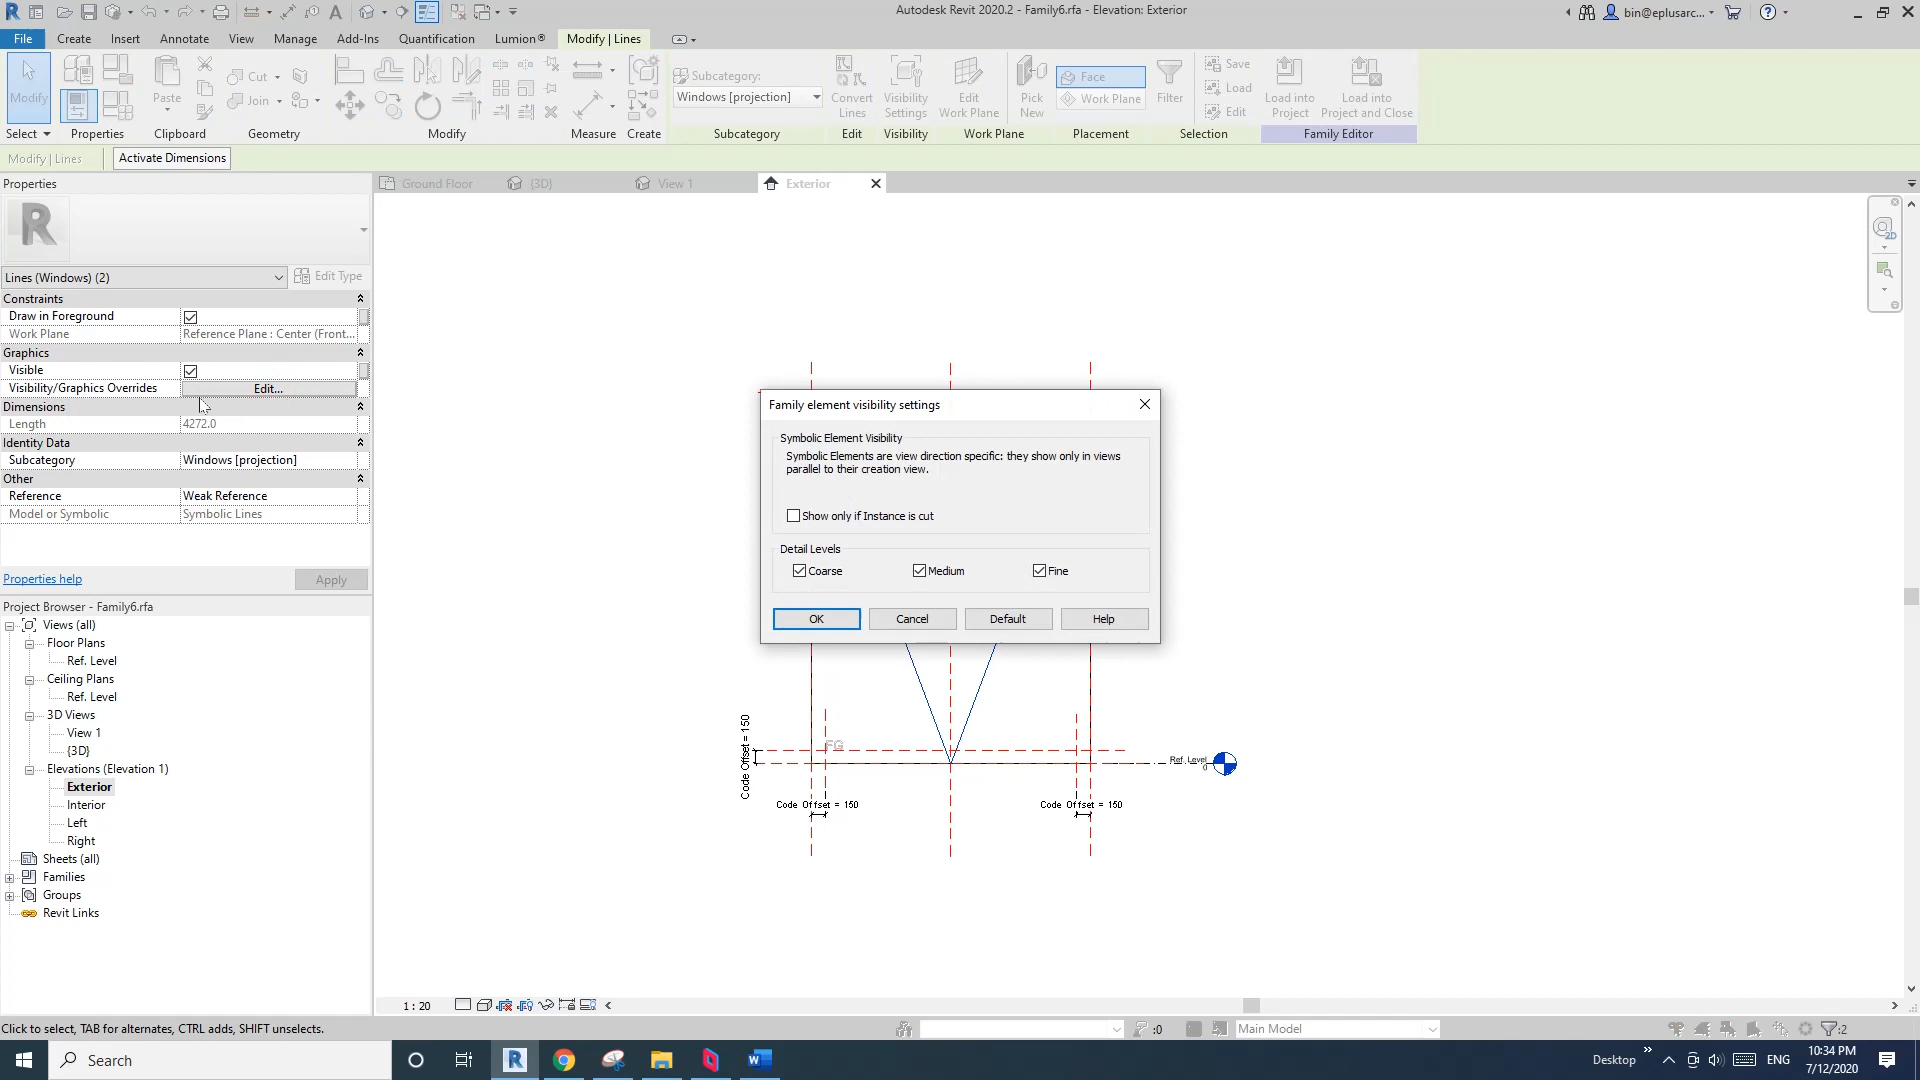 Autodesk Revit 2020.2 - Family6.rfa - Elevation: Exterior
bin@eplusarc...
File Create Insert Annotate View Manage Add-Ins Quantification Lumion® Modify | Lines
Modify Paste Cut Join
Subcategory:
Windows [projection]
Convert Lines
Visibility Settings
Edit Work Plane
Pick New
Face
Work Plane
Filter
Save
Load
Edit
Load into Project
Load into Project and Close
Select Properties Clipboard Geometry Modify Measure Create Subcategory Edit Visibility Work Plane Placement Selection Family Editor
Modify | Lines Activate Dimensions
Properties
Ground Floor {3D} View 1 Exterior
Lines (Windows) (2) Edit Type
Constraints
Draw in Foreground
Work Plane Reference Plane : Center (Front...
Graphics
Visible
Visibility/Graphics Overrides Edit...
Dimensions
Length 4272.0
Identity Data
Subcategory Windows [projection]
Other
Reference Weak Reference
Model or Symbolic Symbolic Lines
Properties help Apply
Project Browser - Family6.rfa
Views (all)
Floor Plans
Ref. Level
Ceiling Plans
Ref. Level
3D Views
View 1
{3D}
Elevations (Elevation 1)
Exterior
Interior
Left
Right
Sheets (all)
Families
Groups
Revit Links
Family element visibility settings
Symbolic Element Visibility
Symbolic Elements are view direction specific: they show only in views
parallel to their creation view.
Show only if Instance is cut
Detail Levels
Coarse Medium Fine
OK Cancel Default Help
Code Offset = 150
FG
Ref. Level
0
Code Offset = 150 Code Offset = 150
1 : 20
Click to select, TAB for alternates, CTRL adds, SHIFT unselects.
:0 Main Model :2
Search
Desktop ENG
10:34 PM
7/12/2020